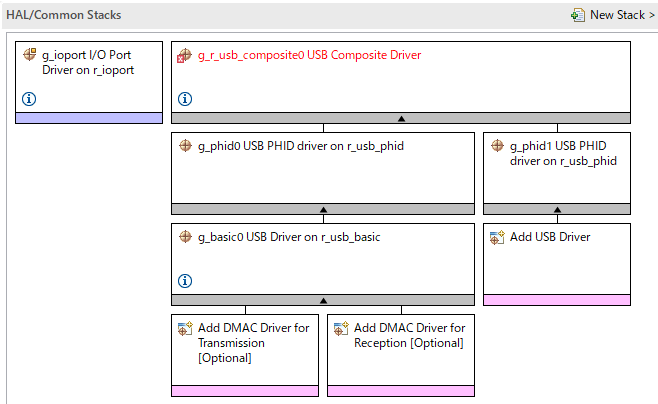 HAL/Common Stacks
New Stack >
g_ioport I/O Port
Driver on r_ioport
g_r_usb_composite0 USB Composite Driver
g_phid0 USB PHID driver on r_usb_phid
g_phid1 USB PHID
driver on r_usb_phid
g_basic0 USB Driver on r_usb_basic
Add USB Driver
Add DMAC Driver for
Transmission
[Optional]
Add DMAC Driver for
Reception [Optional]